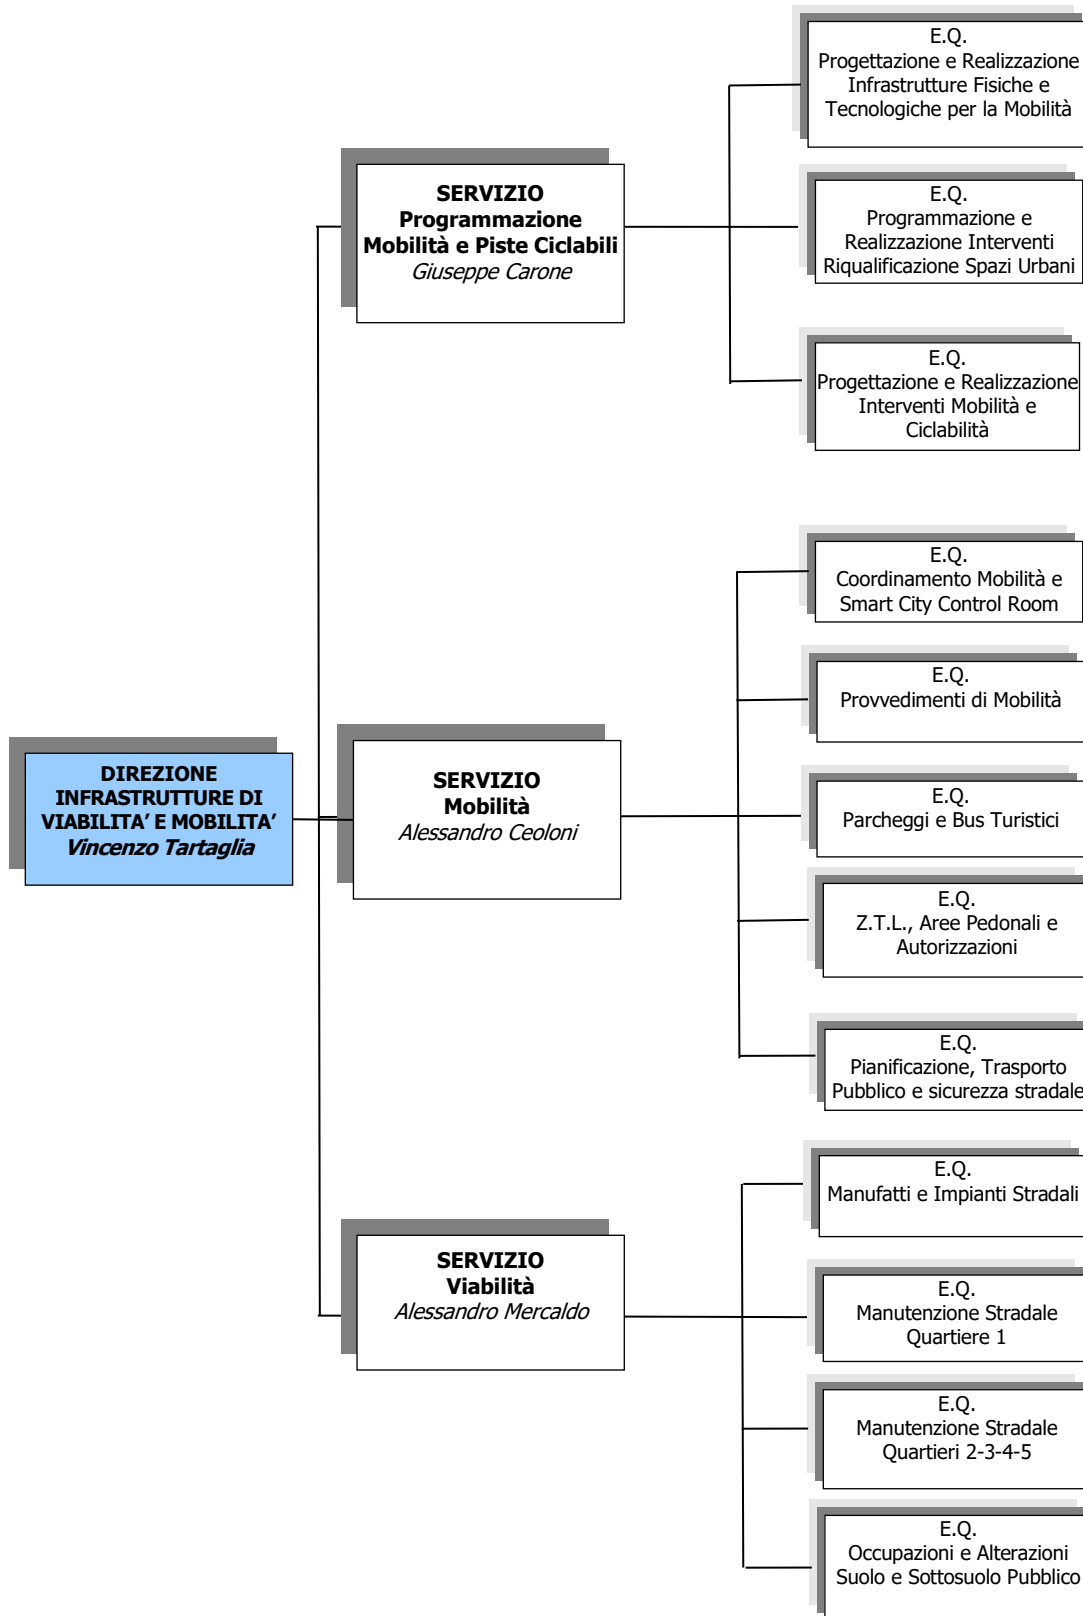 DIREZIONE
INFRASTRUTTURE DI
VIABILITA’ E MOBILITA’
Vincenzo Tartaglia
SERVIZIO
Programmazione
Mobilità e Piste Ciclabili
Giuseppe Carone
E.Q.
Progettazione e Realizzazione
Infrastrutture Fisiche e
Tecnologiche per la Mobilità
E.Q.
Programmazione e
Realizzazione Interventi
Riqualificazione Spazi Urbani
E.Q.
Progettazione e Realizzazione
Interventi Mobilità e
Ciclabilità
SERVIZIO
Mobilità
Alessandro Ceoloni
E.Q.
Coordinamento Mobilità e
Smart City Control Room
E.Q.
Provvedimenti di Mobilità
E.Q.
Parcheggi e Bus Turistici
E.Q.
Z.T.L., Aree Pedonali e
Autorizzazioni
E.Q.
Pianificazione, Trasporto
Pubblico e sicurezza stradale
SERVIZIO
Viabilità
Alessandro Mercaldo
E.Q.
Manufatti e Impianti Stradali
E.Q.
Manutenzione Stradale
Quartiere 1
E.Q.
Manutenzione Stradale
Quartieri 2-3-4-5
E.Q.
Occupazioni e Alterazioni
Suolo e Sottosuolo Pubblico